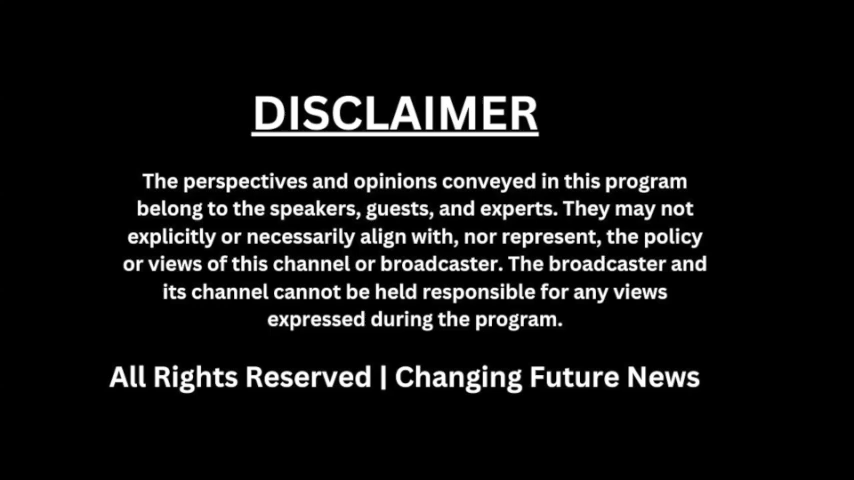 DISCLAIMER
The perspectives and opinions conveyed in this program
belong to the speakers, guests, and experts. They may not
explicitly or necessarily align with, nor represent, the policy
or views of this channel or broadcaster. The broadcaster and
its channel cannot be held responsible for any views
expressed during the program.
All Rights Reserved | Changing Future News